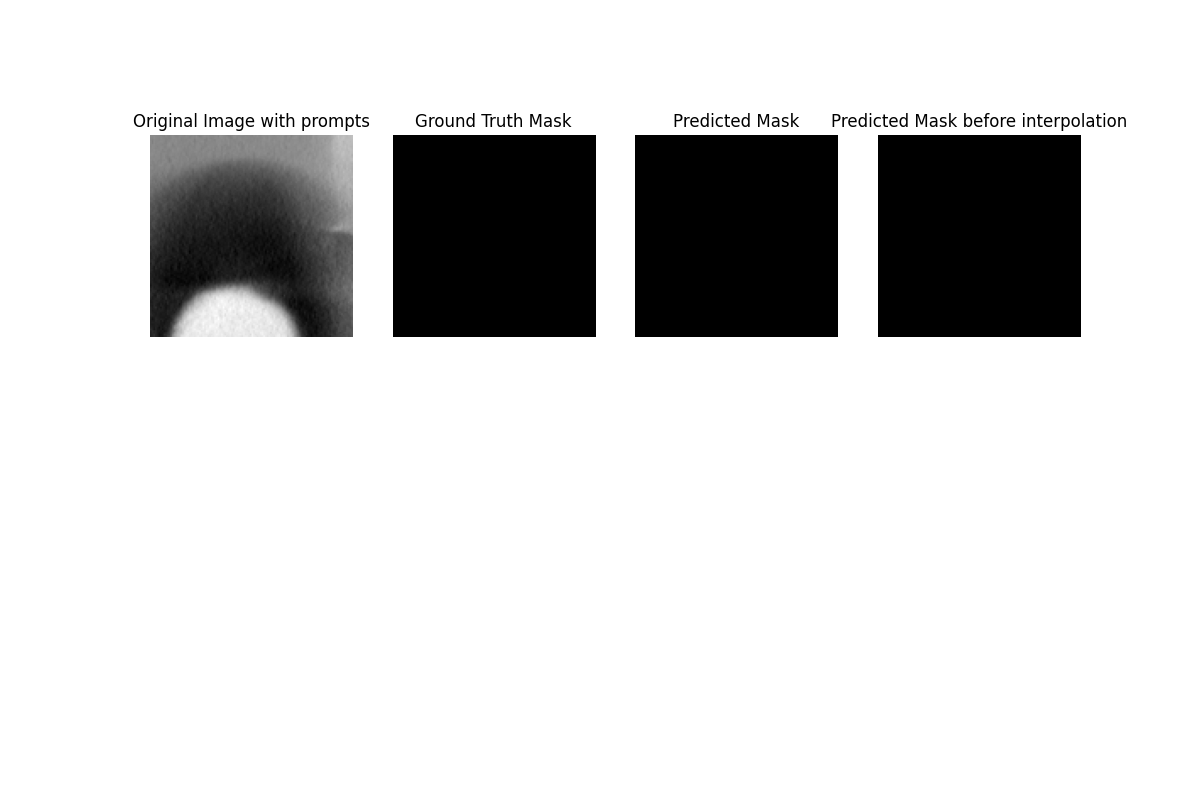 Original Image with prompts
Ground Truth Mask
Predicted Mask
Predicted Mask before interpolation